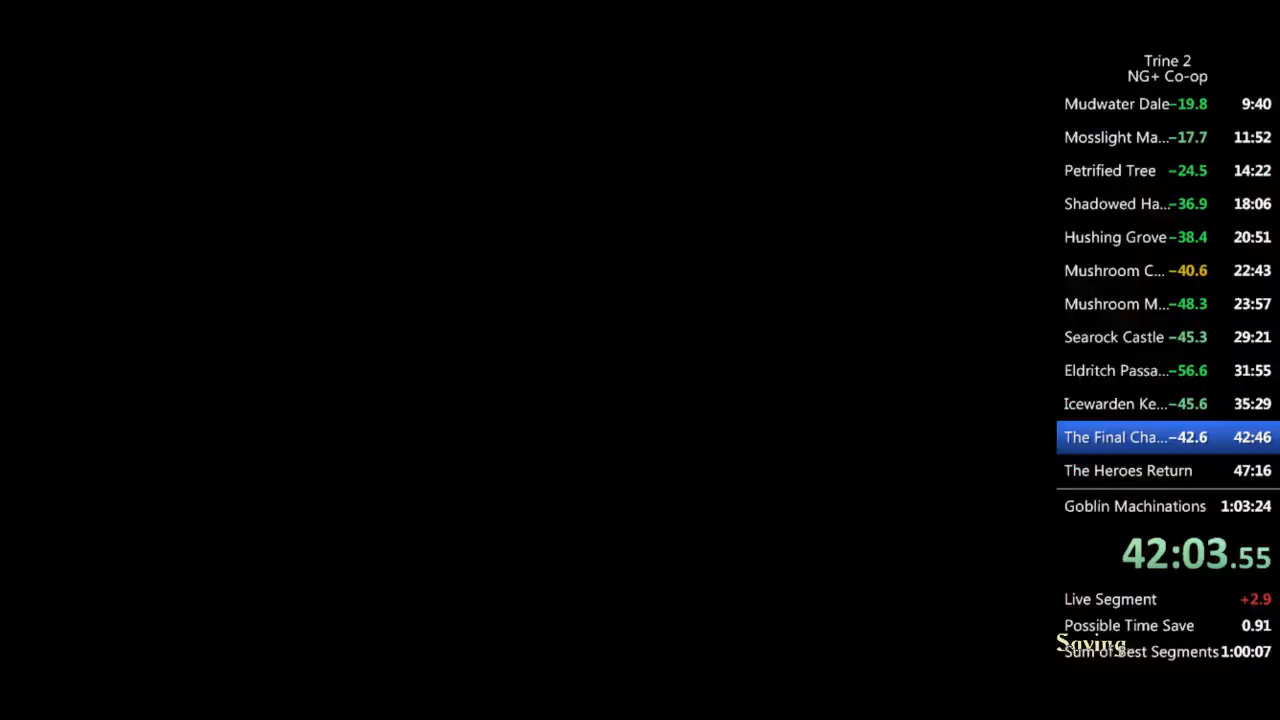 Trine 2
NG+ Co-op
Mudwater Dale -19.8 9:40
Mosslight Ma... -17.7 11:52
Petrified Tree -24.5 14:22
Shadowed Ha... -36.9 18:06
Hushing Grove -38.4 20:51
Mushroom C... -40.6 22:43
Mushroom M... -48.3 23:57
Searock Castle -45.3 29:21
Eldritch Passa... -56.6 31:55
Icewarden Ke... -45.6 35:29
The Final Cha... -42.6 42:46
The Heroes Return 47:16
Goblin Machinations 1:03:24
42:03.55
Live Segment +2.9
Possible Time Save 0.91
Saving
Sum of Best Segments 1:00:07